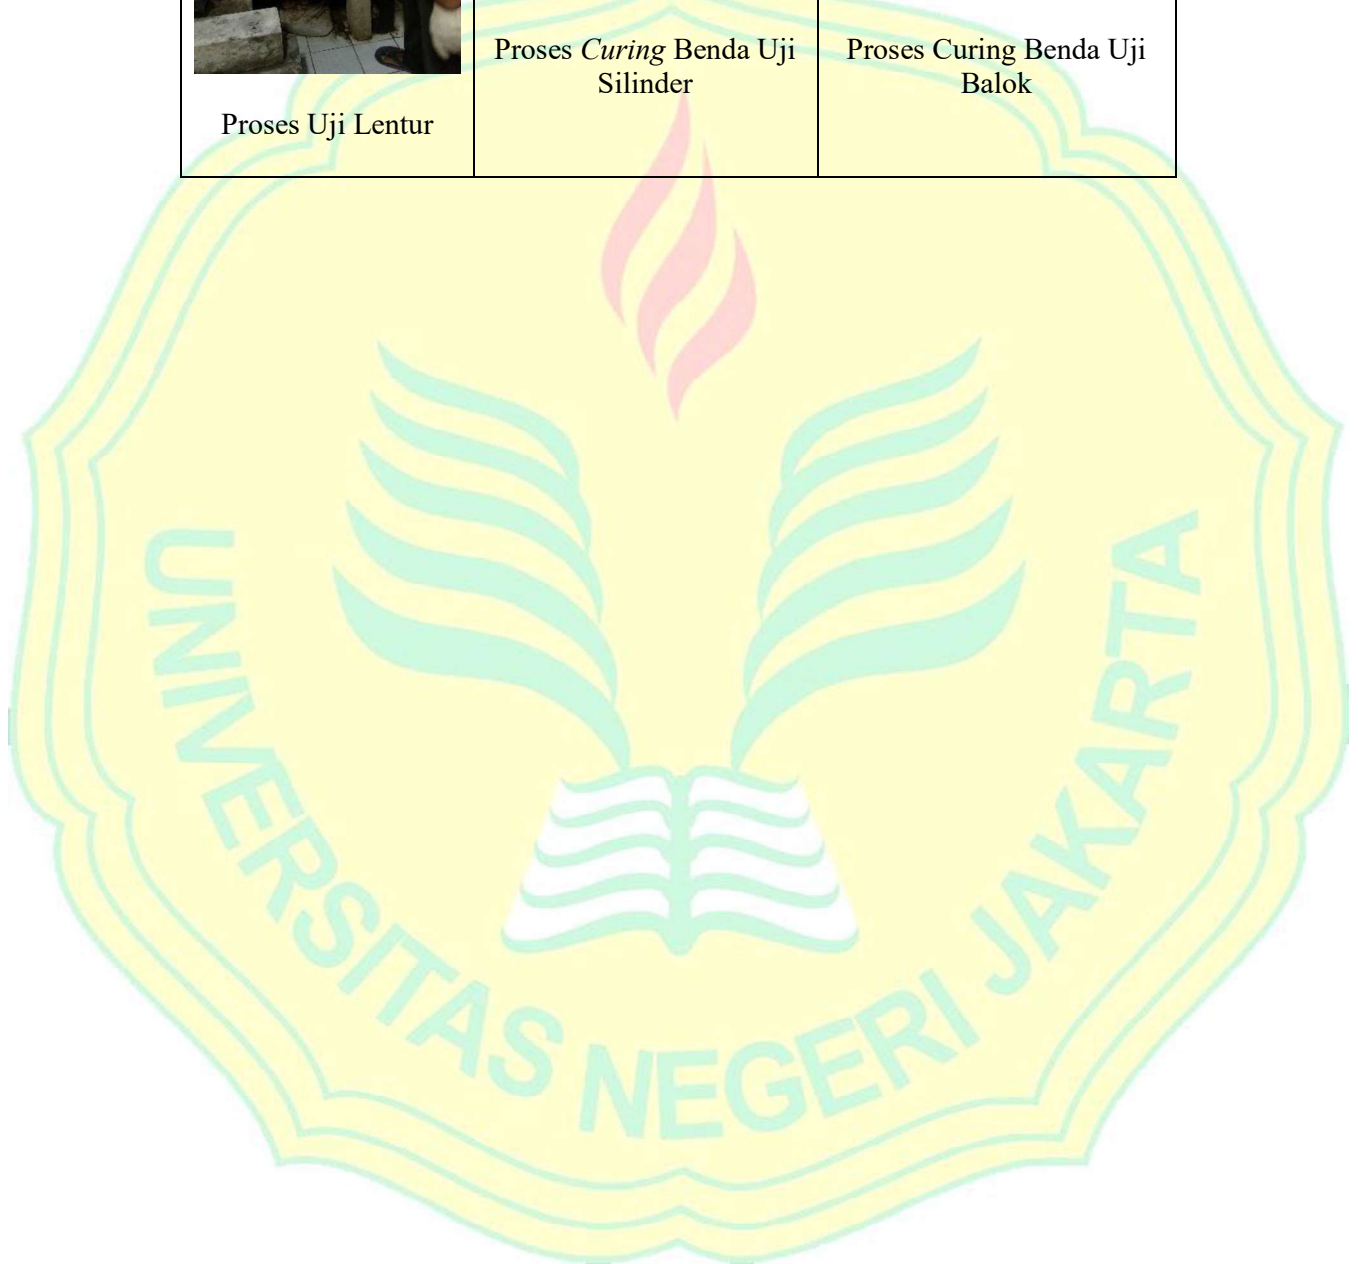 Proses Uji Lentur
Proses Curing Benda Uji
Silinder
Proses Curing Benda Uji
Balok
UNIVERSITAS NEGERI JAKARTA